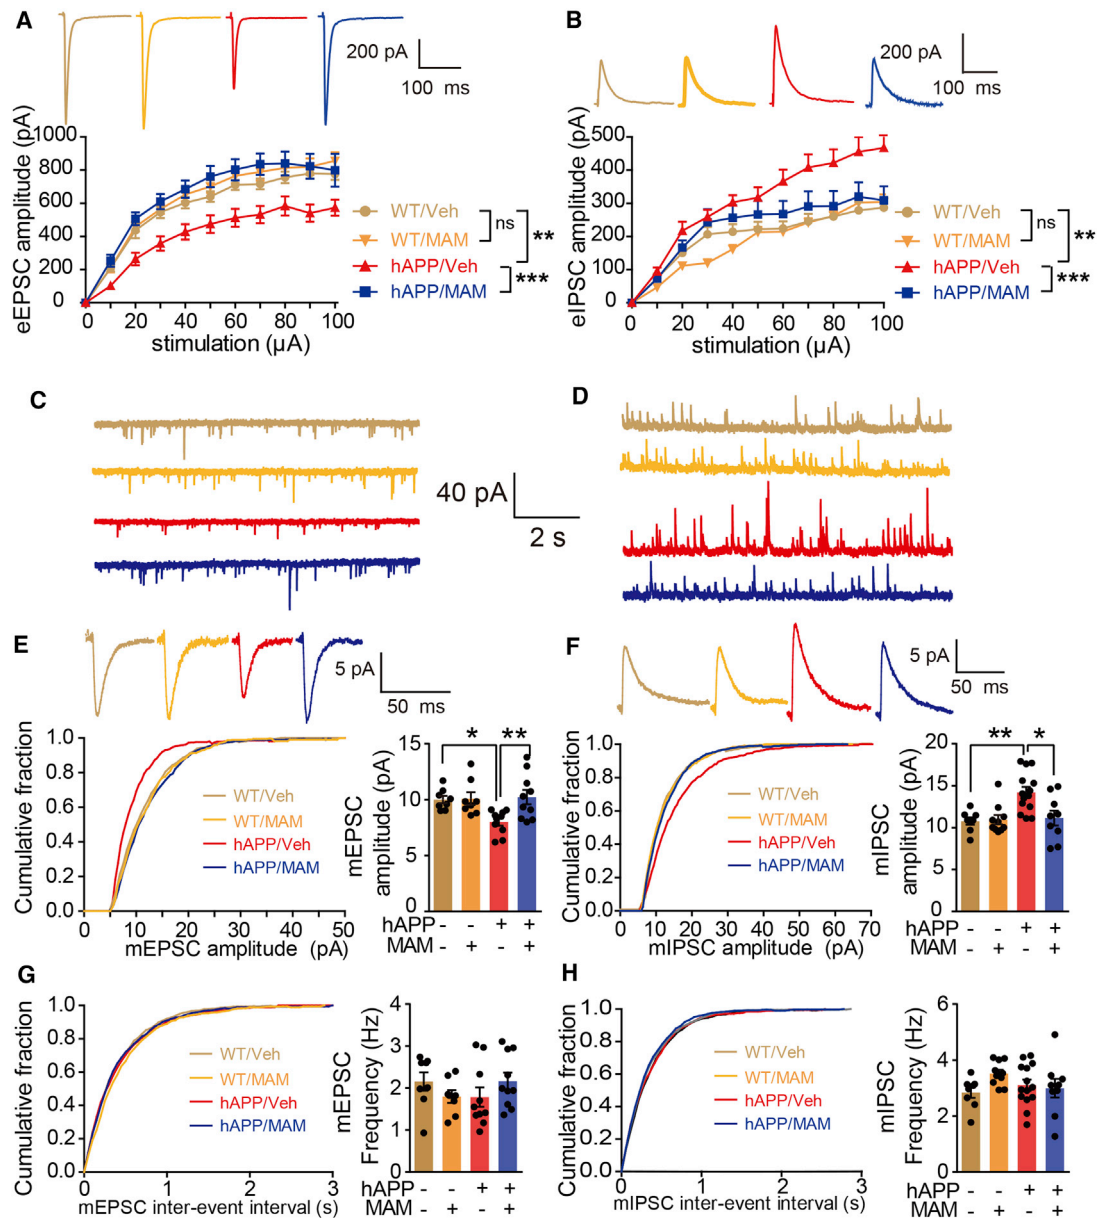 A
200 pA
100 ms
eEPSC amplitude (pA)
1000
800
600
400
200
0
0 20 40 60 80 100
stimulation (μA)
WT/Veh
WT/MAM
hAPP/Veh
hAPP/MAM
ns
**
***
B
200 pA
100 ms
eIPSC amplitude (pA)
500
400
300
200
100
0
0 20 40 60 80 100
stimulation (μA)
WT/Veh
WT/MAM
hAPP/Veh
hAPP/MAM
ns
**
***
C
40 pA
2 s
D
E
5 pA
50 ms
Cumulative fraction
1.0
0.8
0.6
0.4
0.2
0.0
0 10 20 30 40 50
mEPSC amplitude (pA)
WT/Veh
WT/MAM
hAPP/Veh
hAPP/MAM
mEPSC
amplitude (pA)
15
10
5
0
* **
hAPP - - + +
MAM - + - +
F
5 pA
50 ms
Cumulative fraction
1.0
0.8
0.6
0.4
0.2
0.0
0 10 20 30 40 50 60 70
mIPSC amplitude (pA)
WT/Veh
WT/MAM
hAPP/Veh
hAPP/MAM
mIPSC
amplitude (pA)
20
15
10
5
0
** *
hAPP - - + +
MAM - + - +
G
Cumulative fraction
1.0
0.8
0.6
0.4
0.2
0.0
0 1 2 3
mEPSC inter-event interval (s)
WT/Veh
WT/MAM
hAPP/Veh
hAPP/MAM
mEPSC
Frequency (Hz)
4
3
2
1
0
hAPP - - + +
MAM - + - +
H
Cumulative fraction
1.0
0.8
0.6
0.4
0.2
0.0
0 1 2 3
mIPSC inter-event interval (s)
WT/Veh
WT/MAM
hAPP/Veh
hAPP/MAM
mIPSC
Frequency (Hz)
6
4
2
0
hAPP - - + +
MAM - + - +